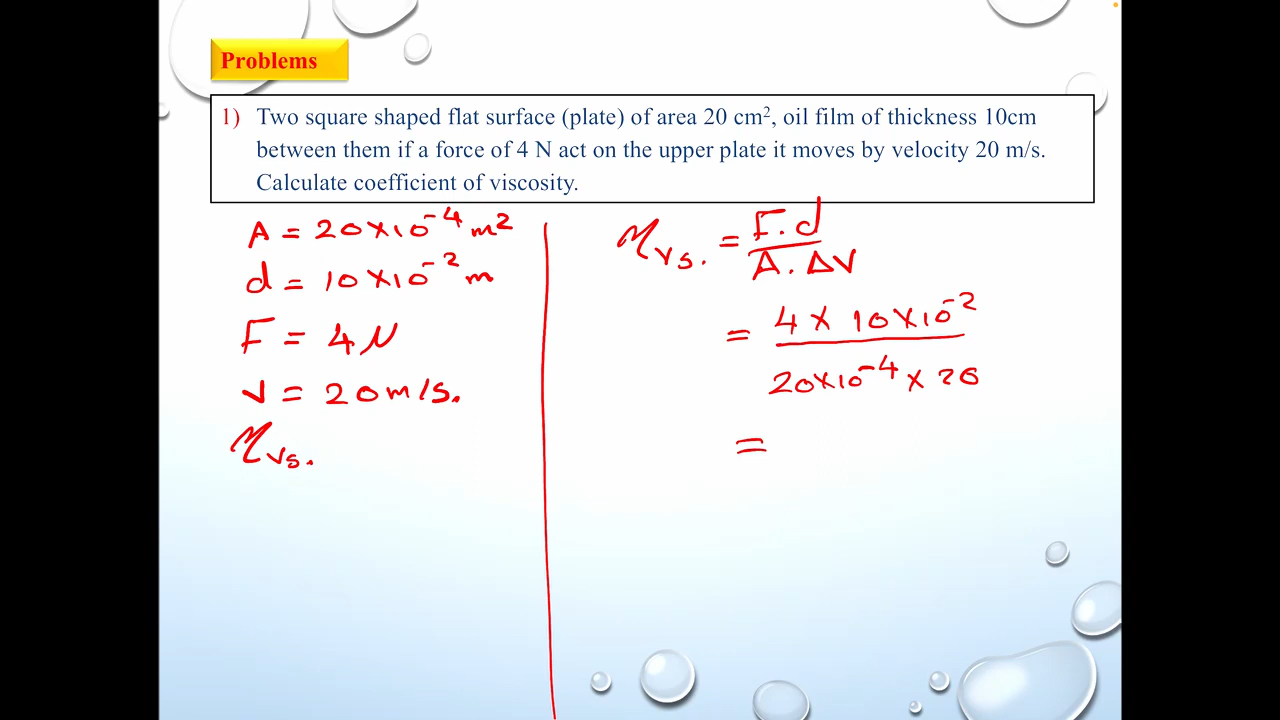 Problems
1) Two square shaped flat surface (plate) of area 20 cm², oil film of thickness 10cm
between them if a force of 4 N act on the upper plate it moves by velocity 20 m/s.
Calculate coefficient of viscosity.
A = 20×10⁻⁴ m²
d = 10×10⁻² m
F = 4 N
v = 20 m/s.
η vs.
η vs. = F. d / A. ΔV
= 4 × 10×10⁻² / 20×10⁻⁴ × 20
=